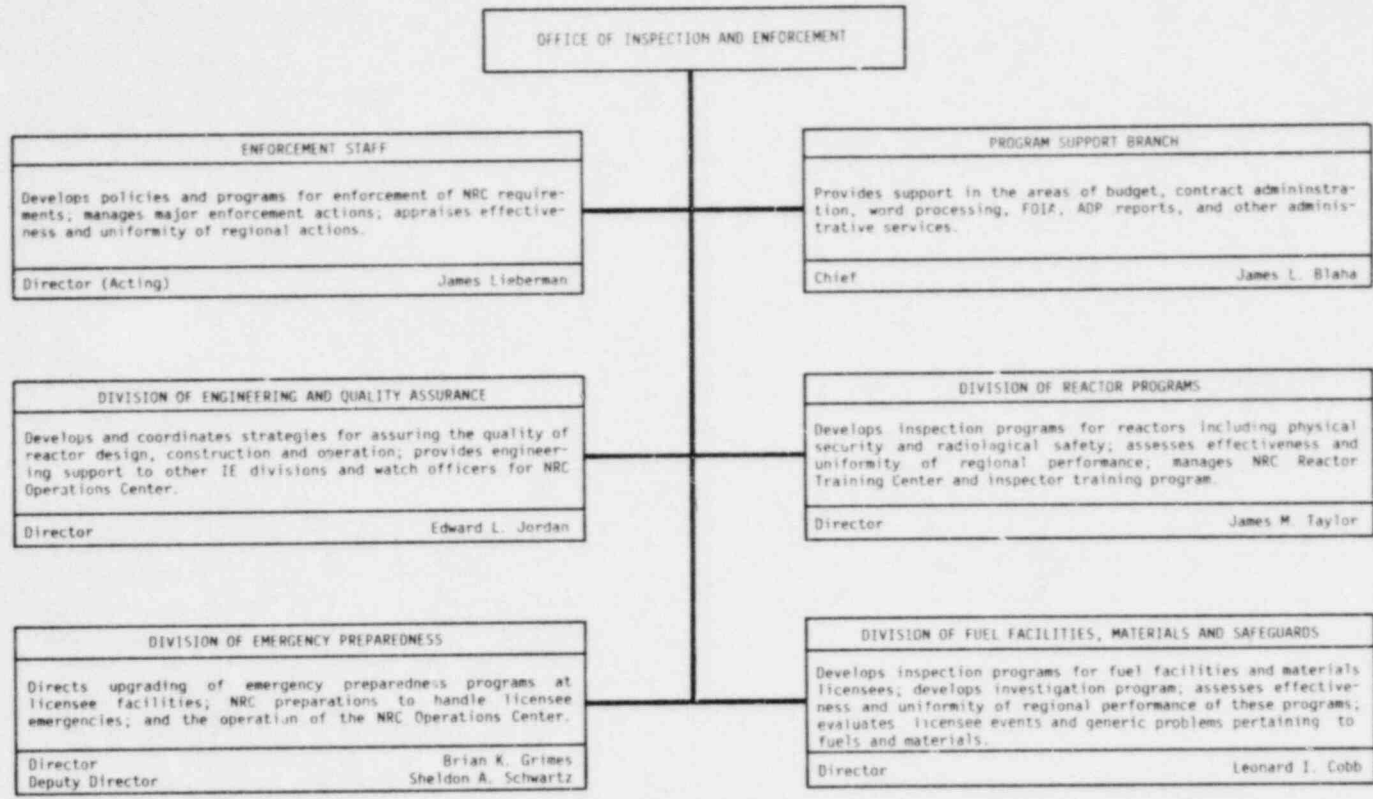 OFFICE OF INSPECTION AND ENFORCEMENT
ENFORCEMENT STAFF
Develops policies and programs for enforcement of NRC require-
ments; manages major enforcement actions; appraises effective-
ness and uniformity of regional actions.
Director (Acting) James Lieberman
PROGRAM SUPPORT BRANCH
Provides support in the areas of budget, contract admininstra-
tion, word processing, FOIA, ADP reports, and other adminis-
trative services.
Chief James L. Blaha
DIVISION OF ENGINEERING AND QUALITY ASSURANCE
Develops and coordinates strategies for assuring the quality of
reactor design, construction and operation; provides engineer-
ing support to other IE divisions and watch officers for NRC
Operations Center.
Director Edward L. Jordan
DIVISION OF REACTOR PROGRAMS
Develops inspection programs for reactors including physical
security and radiological safety; assesses effectiveness and
uniformity of regional performance; manages NRC Reactor
Training Center and inspector training program.
Director James M. Taylor
DIVISION OF EMERGENCY PREPAREDNESS
Directs upgrading of emergency preparedness programs at
licensee facilities; NRC preparations to handle licensee
emergencies; and the operation of the NRC Operations Center.
Director Brian K. Grimes
Deputy Director Sheldon A. Schwartz
DIVISION OF FUEL FACILITIES, MATERIALS AND SAFEGUARDS
Develops inspection programs for fuel facilities and materials
licensees; develops investigation program; assesses effective-
ness and uniformity of regional performance of these programs;
evaluates licensee events and generic problems pertaining to
fuels and materials.
Director Leonard I. Cobb